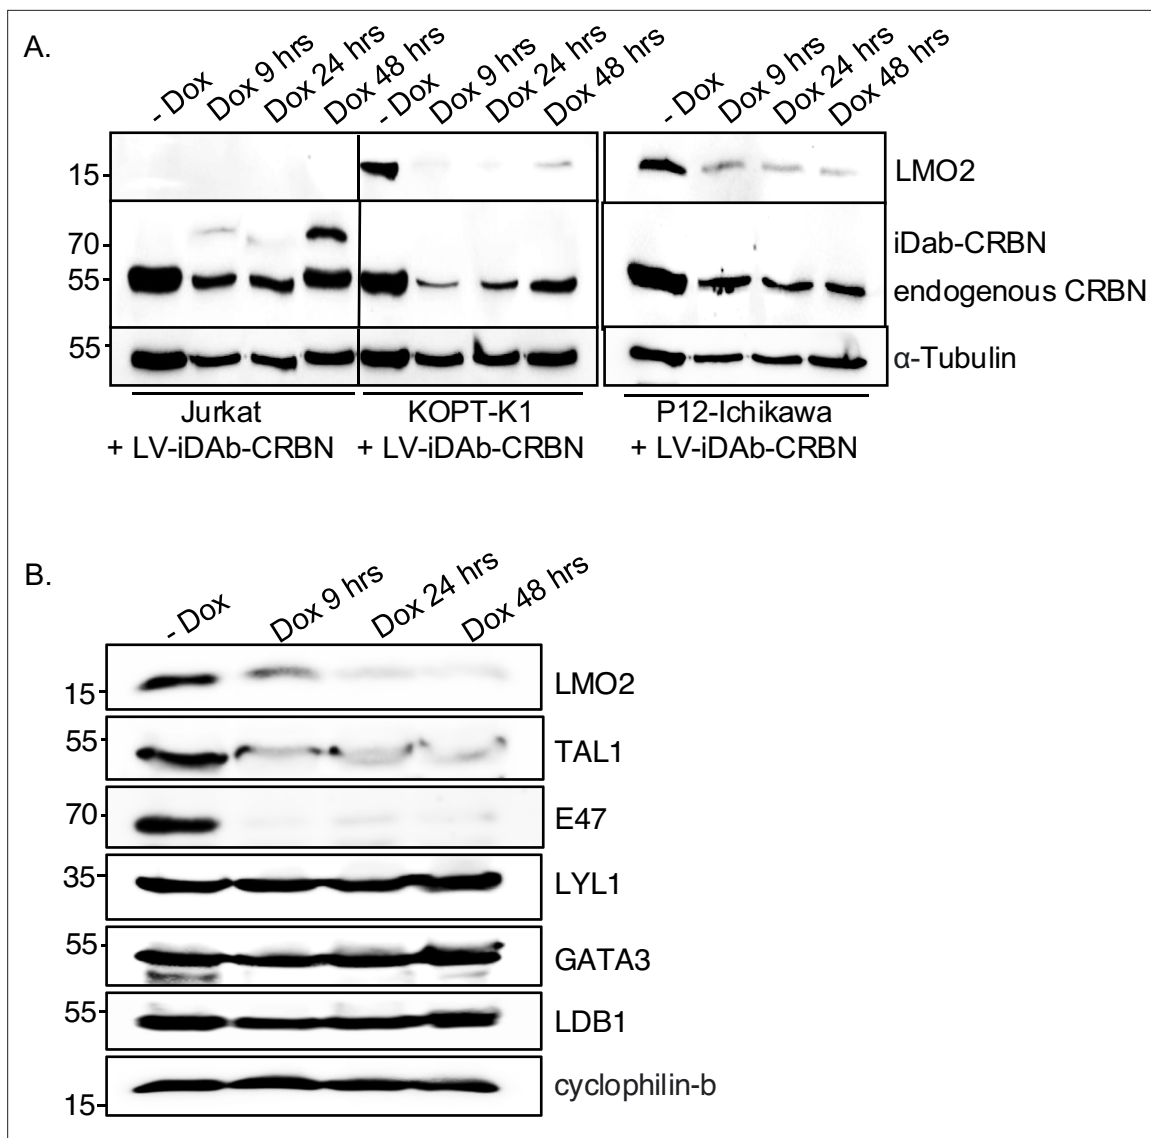 A.
- Dox
Dox 9 hrs
Dox 24 hrs
Dox 48 hrs
- Dox
Dox 9 hrs
Dox 24 hrs
Dox 48 hrs
- Dox
Dox 9 hrs
Dox 24 hrs
Dox 48 hrs
15
LMO2
70
iDab-CRBN
55
endogenous CRBN
55
α-Tubulin
Jurkat
+ LV-iDAb-CRBN
KOPT-K1
+ LV-iDAb-CRBN
P12-Ichikawa
+ LV-iDAb-CRBN
B.
- Dox
Dox 9 hrs
Dox 24 hrs
Dox 48 hrs
15
LMO2
55
TAL1
70
E47
35
LYL1
55
GATA3
55
LDB1
cyclophilin-b
15